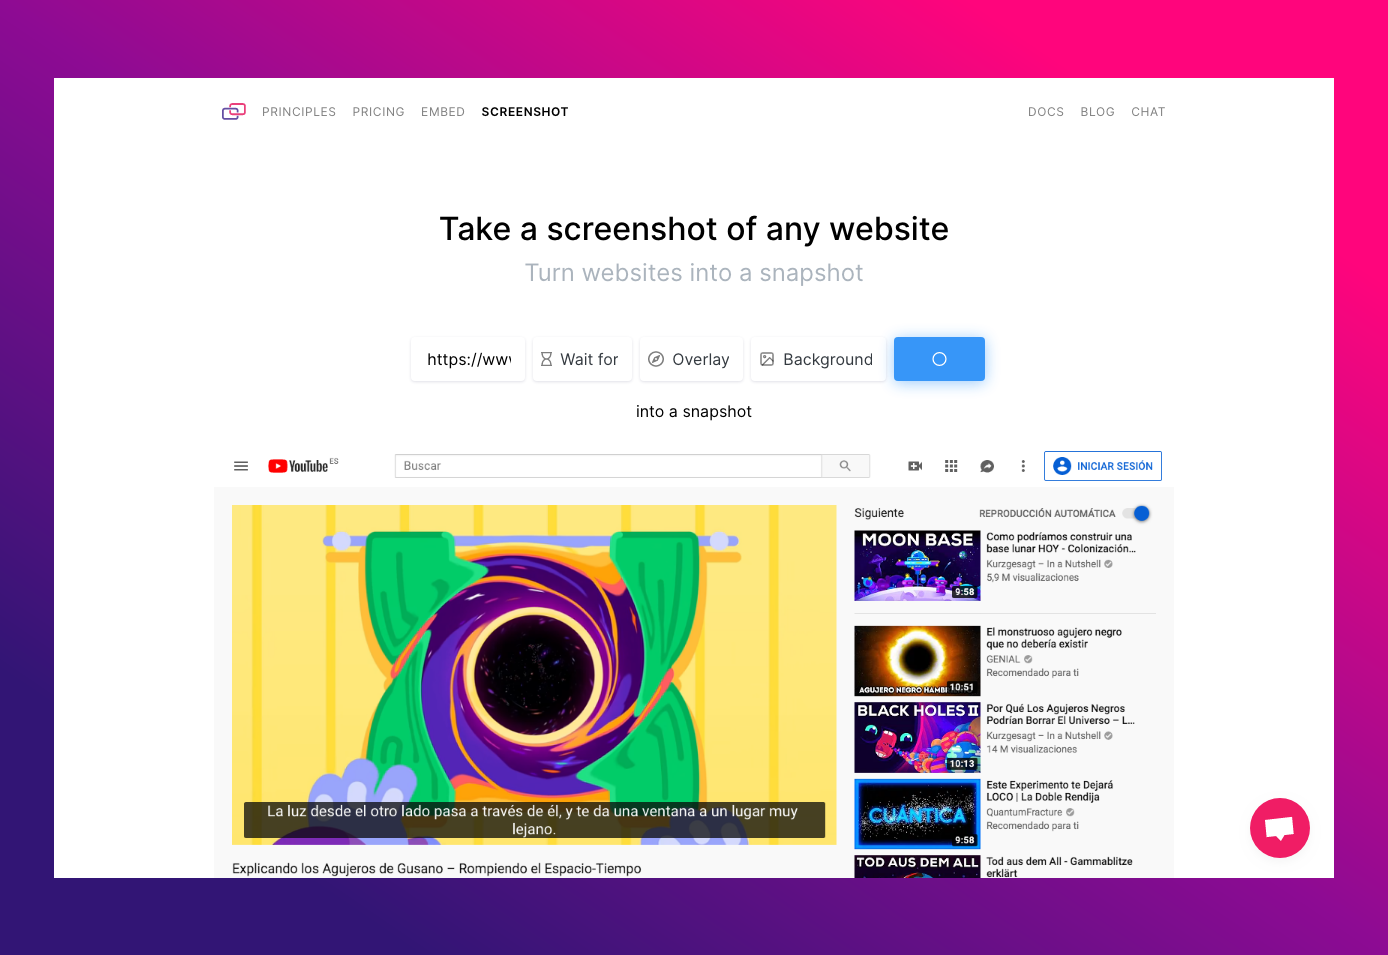 PRINCIPLES PRICING EMBED SCREENSHOT DOCS BLOG CHAT
Take a screenshot of any website
Turn websites into a snapshot
https://www Wait for Overlay Background
into a snapshot
YouTube ES Buscar INICIAR SESIÓN
La luz desde el otro lado pasa a través de él, y te da una ventana a un lugar muy
lejano.
Explicando los Agujeros de Gusano – Rompiendo el Espacio-Tiempo
Siguiente REPRODUCCIÓN AUTOMÁTICA
MOON BASE
9:58
Como podríamos construir una
base lunar HOY - Colonización...
Kurzgesagt – In a Nutshell
5,9 M visualizaciones
AGUJERO NEGRO HAMBI
10:51
El monstruoso agujero negro
que no debería existir
GENIAL
Recomendado para ti
BLACK HOLES II
10:13
Por Qué Los Agujeros Negros
Podrían Borrar El Universo – L...
Kurzgesagt – In a Nutshell
14 M visualizaciones
CUÁNTICA
9:58
Este Experimento te Dejará
LOCO | La Doble Rendija
QuantumFracture
Recomendado para ti
TOD AUS DEM ALL
Tod aus dem All - Gammablitze
erklärt